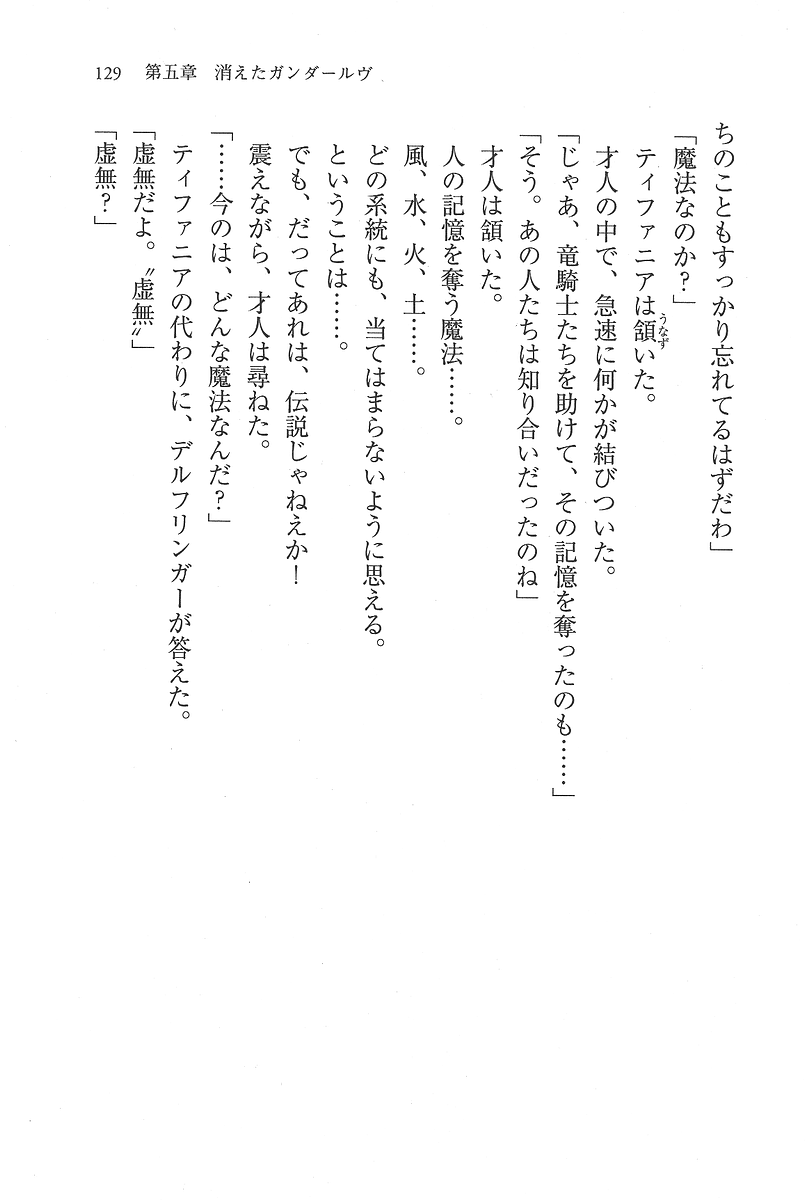 129　第五章　消えたガンダールヴ
ちのこともすっかり忘れてるはずだわ」
「魔法なのか？」
ティファニアは頷いた。
うなず
才人の中で、急速に何かが結びついた。
「じゃあ、竜騎士たちを助けて、その記憶を奪ったのも……」
「そう。あの人たちは知り合いだったのね」
才人は頷いた。
人の記憶を奪う魔法……。
風、水、火、土……。
どの系統にも、当てはまらないように思える。
ということは……。
でも、だってあれは、伝説じゃねえか！
震えながら、才人は尋ねた。
「……今のは、どんな魔法なんだ？」
ティファニアの代わりに、デルフリンガーが答えた。
「虚無だよ。〝虚無〟」
「虚無？」